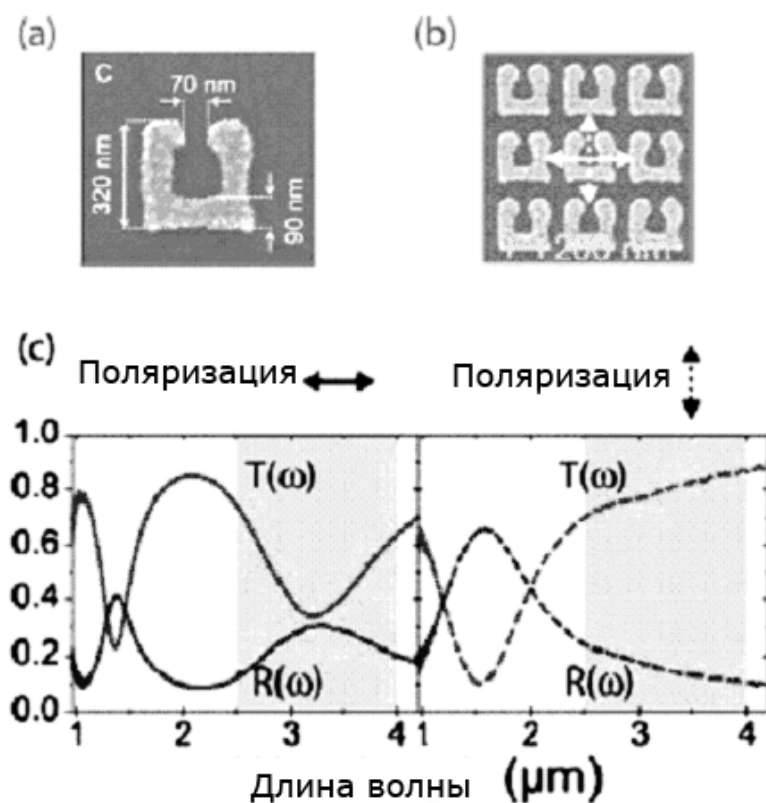 (a)
(b)
C
70 nm
320 nm
90 nm
(c)
Поляризация
Поляризация
1.0
0.8
0.6
0.4
0.2
0.0
T(ω)
T(ω)
R(ω)
R(ω)
1 2 3 4 1 2 3 4
Длина волны (µm)